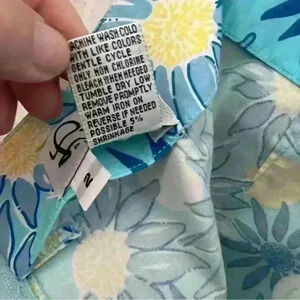 MACHINE WASH COLD
WITH LIKE COLORS
GENTLE CYCLE
ONLY NON CHLORINE
BLEACH WHEN NEEDED
TUMBLE DRY LOW
REMOVE PROMPTLY
WARM IRON ON
REVERSE IF NEEDED
POSSIBLE 5%
SHRINKAGE
2